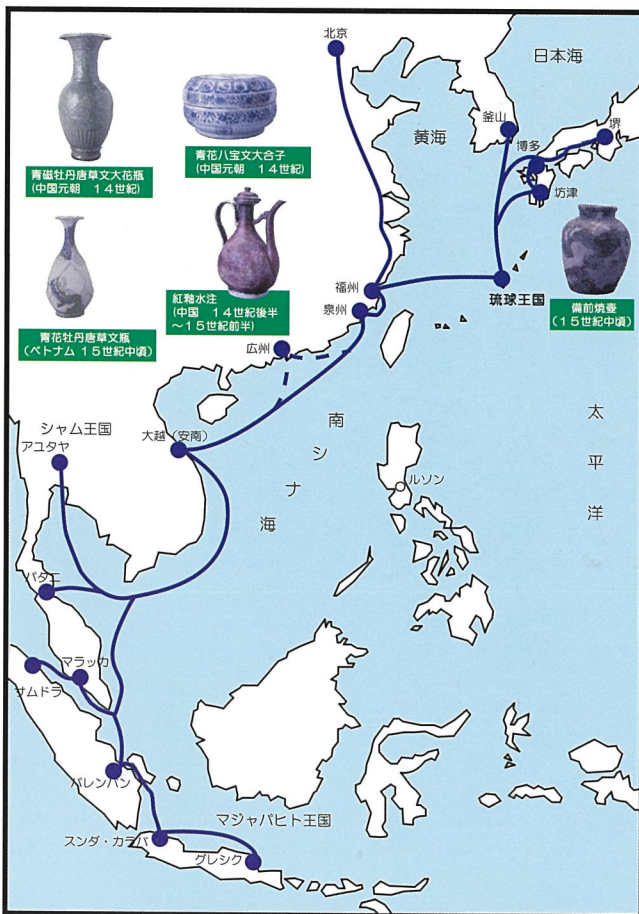 北京
日本海
釜山
堺
黄海
博多
坊津
青磁牡丹唐草文大花瓶
(中国元朝 14世紀)
青花八宝文大合子
(中国元朝 14世紀)
紅釉水注
(中国 14世紀後半
～15世紀前半)
青花牡丹唐草文瓶
(ベトナム 15世紀中頃)
備前焼壺
(15世紀中頃)
福州
泉州
琉球王国
広州
シャム王国
アユタヤ
大越(安南)
南シナ海
ルソン
太平洋
パタニ
マラッカ
サムドラ
パレンバン
マジャパヒト王国
スンダ・カラパ
グレシク